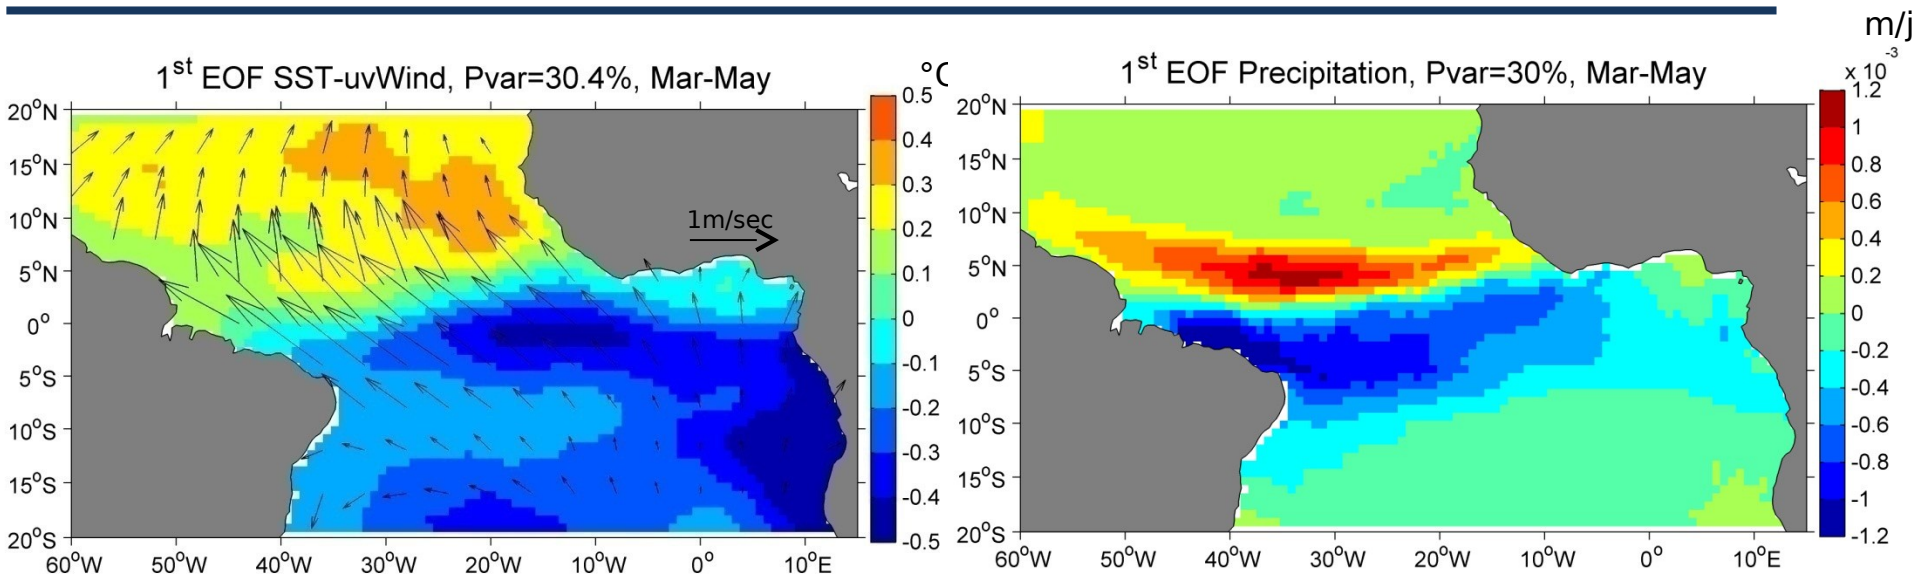 m/j
1st EOF SST-uvWind, Pvar=30.4%, Mar-May
°C
1st EOF Precipitation, Pvar=30%, Mar-May
x 10-3
-3
20°N
15°N
10°N
5°N
0°
5°S
10°S
15°S
20°S
60°W
50°W
40°W
30°W
20°W
10°W
0°
10°E
1m/sec
0.5
0.4
0.3
0.2
0.1
0
-0.1
-0.2
-0.3
-0.4
-0.5
20°N
15°N
10°N
5°N
0°
5°S
10°S
15°S
20°S
60°W
50°W
40°W
30°W
20°W
10°W
0°
10°E
1.2
1
0.8
0.6
0.4
0.2
0
-0.2
-0.4
-0.6
-0.8
-1
-1.2